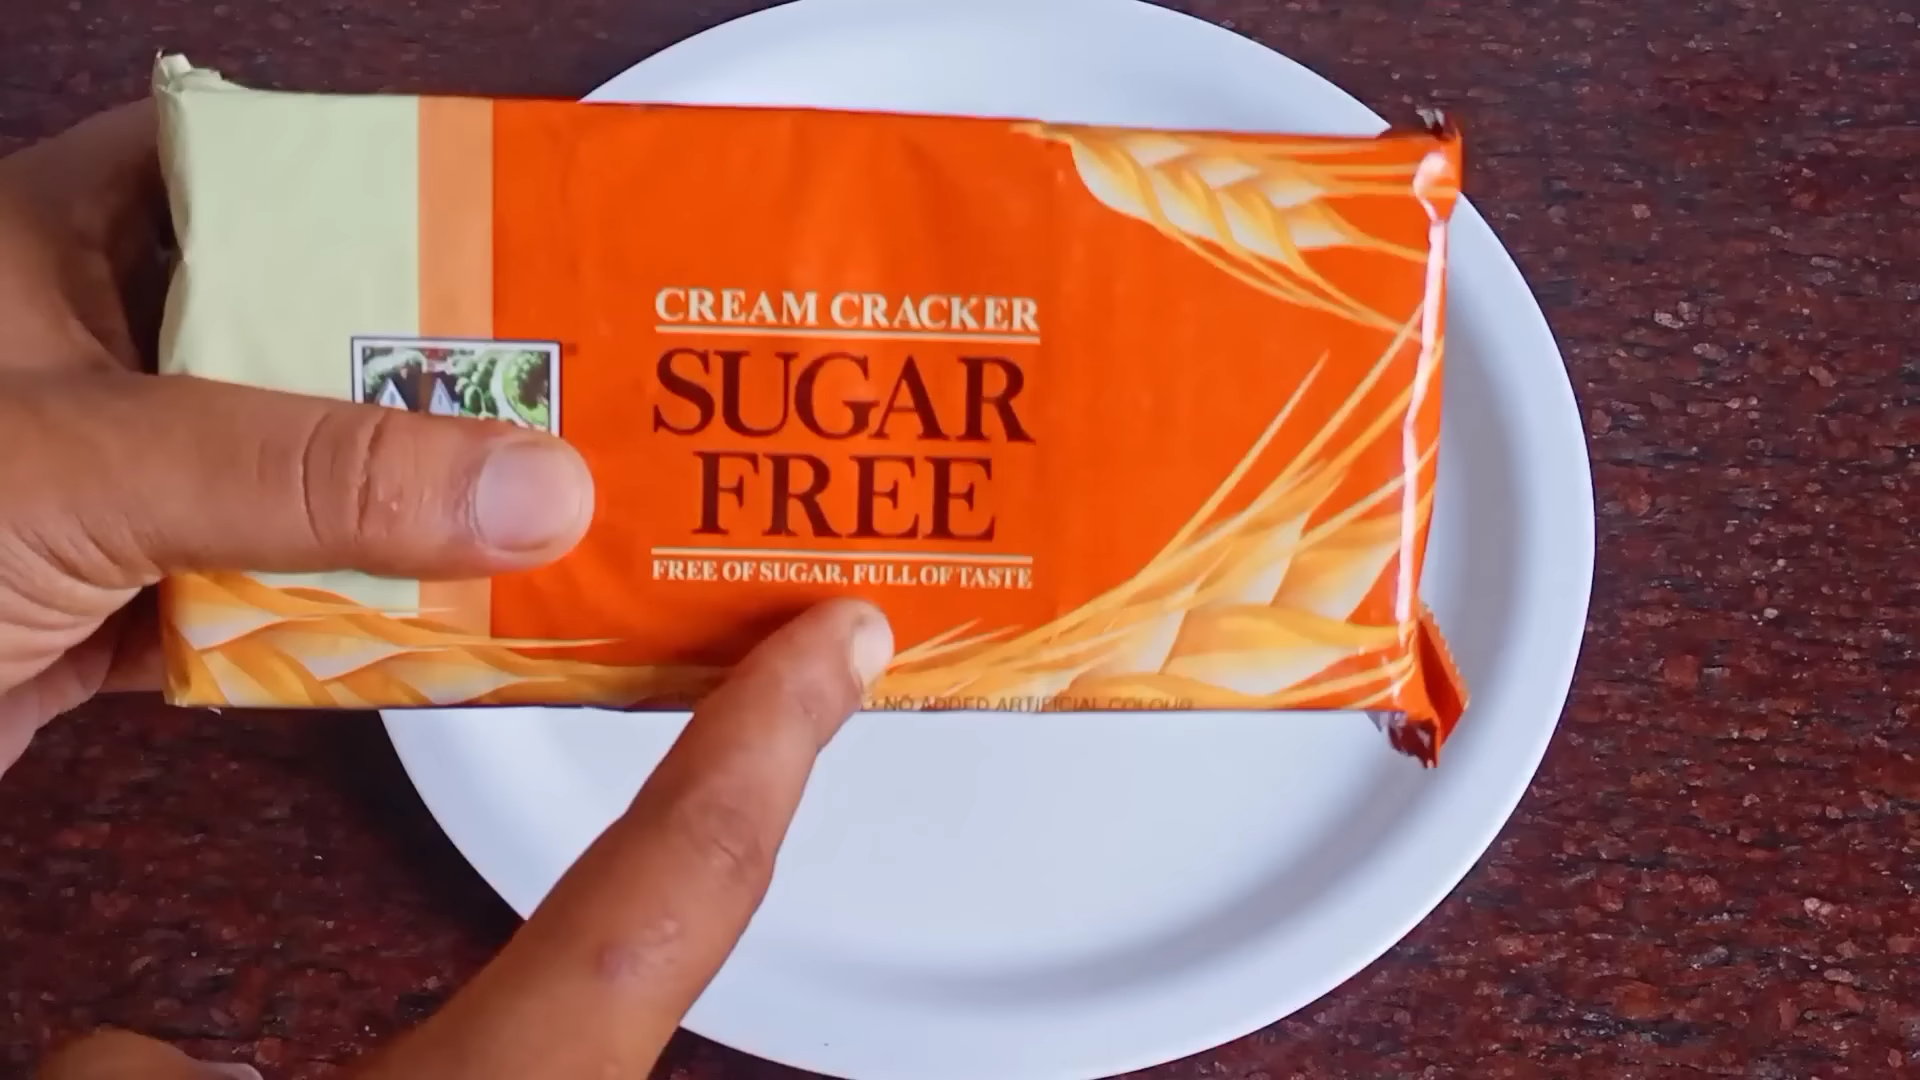 CREAM CRACKER
SUGAR
FREE
FREE OF SUGAR, FULL OF TASTE
• NO ADDED ARTIFICIAL COLOUR